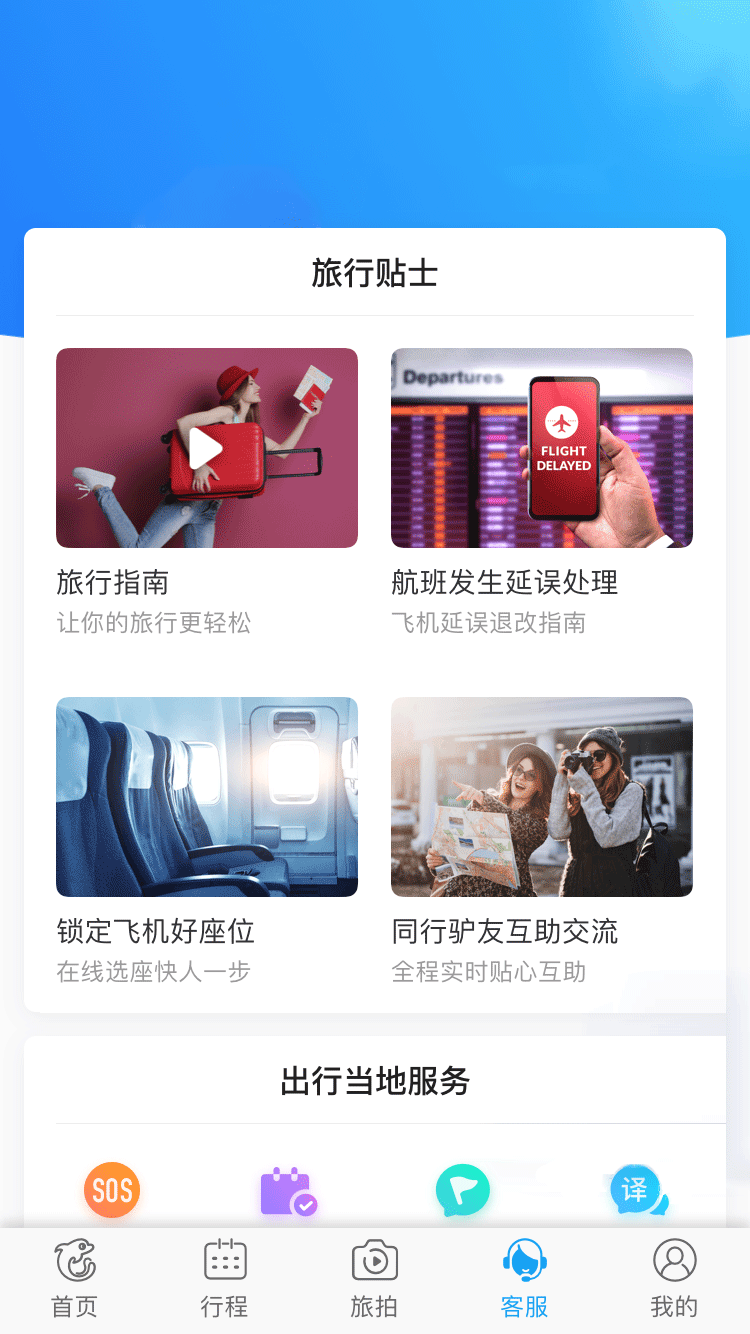 旅行贴士
Departures
FLIGHT
DELAYED
旅行指南
航班发生延误处理
让你的旅行更轻松
飞机延误退改指南
锁定飞机好座位
同行驴友互助交流
在线选座快人一步
全程实时贴心互助
出行当地服务
SOS
译
首页
行程
旅拍
客服
我的